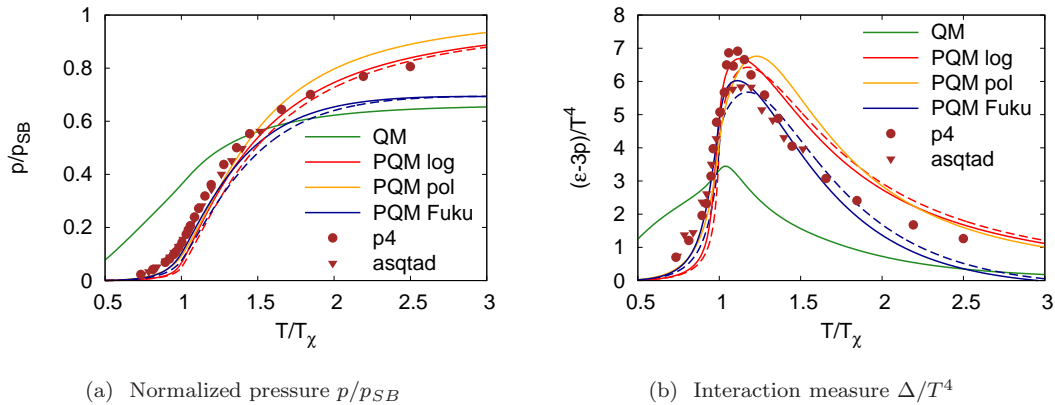 p/p_SB
1
0.8
0.6
0.4
0.2
0
0.5 1 1.5 2 2.5 3
T/T_χ
QM
PQM log
PQM pol
PQM Fuku
p4
asqtad
(a) Normalized pressure p/p_SB
(ε-3p)/T^4
8
7
6
5
4
3
2
1
0
0.5 1 1.5 2 2.5 3
T/T_χ
QM
PQM log
PQM pol
PQM Fuku
p4
asqtad
(b) Interaction measure Δ/T^4